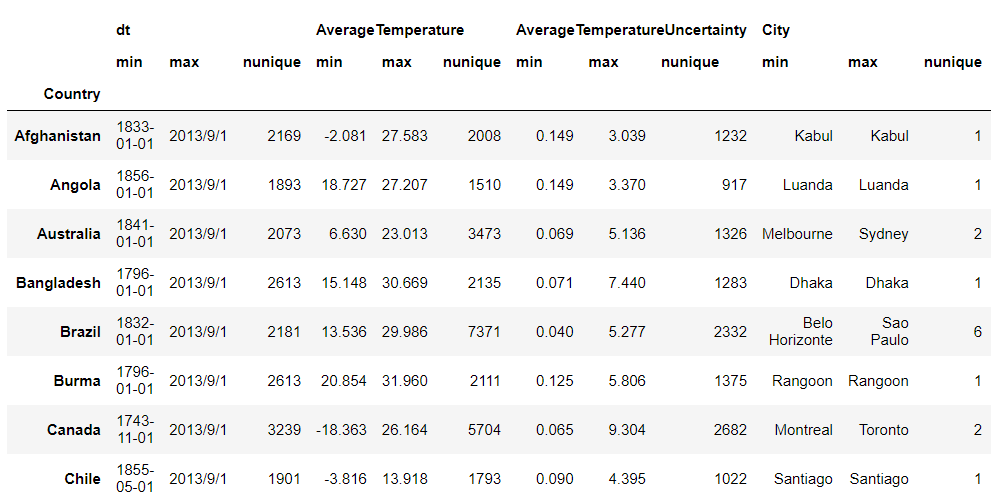 dt AverageTemperature AverageTemperatureUncertainty City
min max nunique min max nunique min max nunique min max nunique
Country
Afghanistan 1833-01-01 2013/9/1 2169 -2.081 27.583 2008 0.149 3.039 1232 Kabul Kabul 1
Angola 1856-01-01 2013/9/1 1893 18.727 27.207 1510 0.149 3.370 917 Luanda Luanda 1
Australia 1841-01-01 2013/9/1 2073 6.630 23.013 3473 0.069 5.136 1326 Melbourne Sydney 2
Bangladesh 1796-01-01 2013/9/1 2613 15.148 30.669 2135 0.071 7.440 1283 Dhaka Dhaka 1
Brazil 1832-01-01 2013/9/1 2181 13.536 29.986 7371 0.040 5.277 2332 Belo Horizonte Sao Paulo 6
Burma 1796-01-01 2013/9/1 2613 20.854 31.960 2111 0.125 5.806 1375 Rangoon Rangoon 1
Canada 1743-11-01 2013/9/1 3239 -18.363 26.164 5704 0.065 9.304 2682 Montreal Toronto 2
Chile 1855-05-01 2013/9/1 1901 -3.816 13.918 1793 0.090 4.395 1022 Santiago Santiago 1